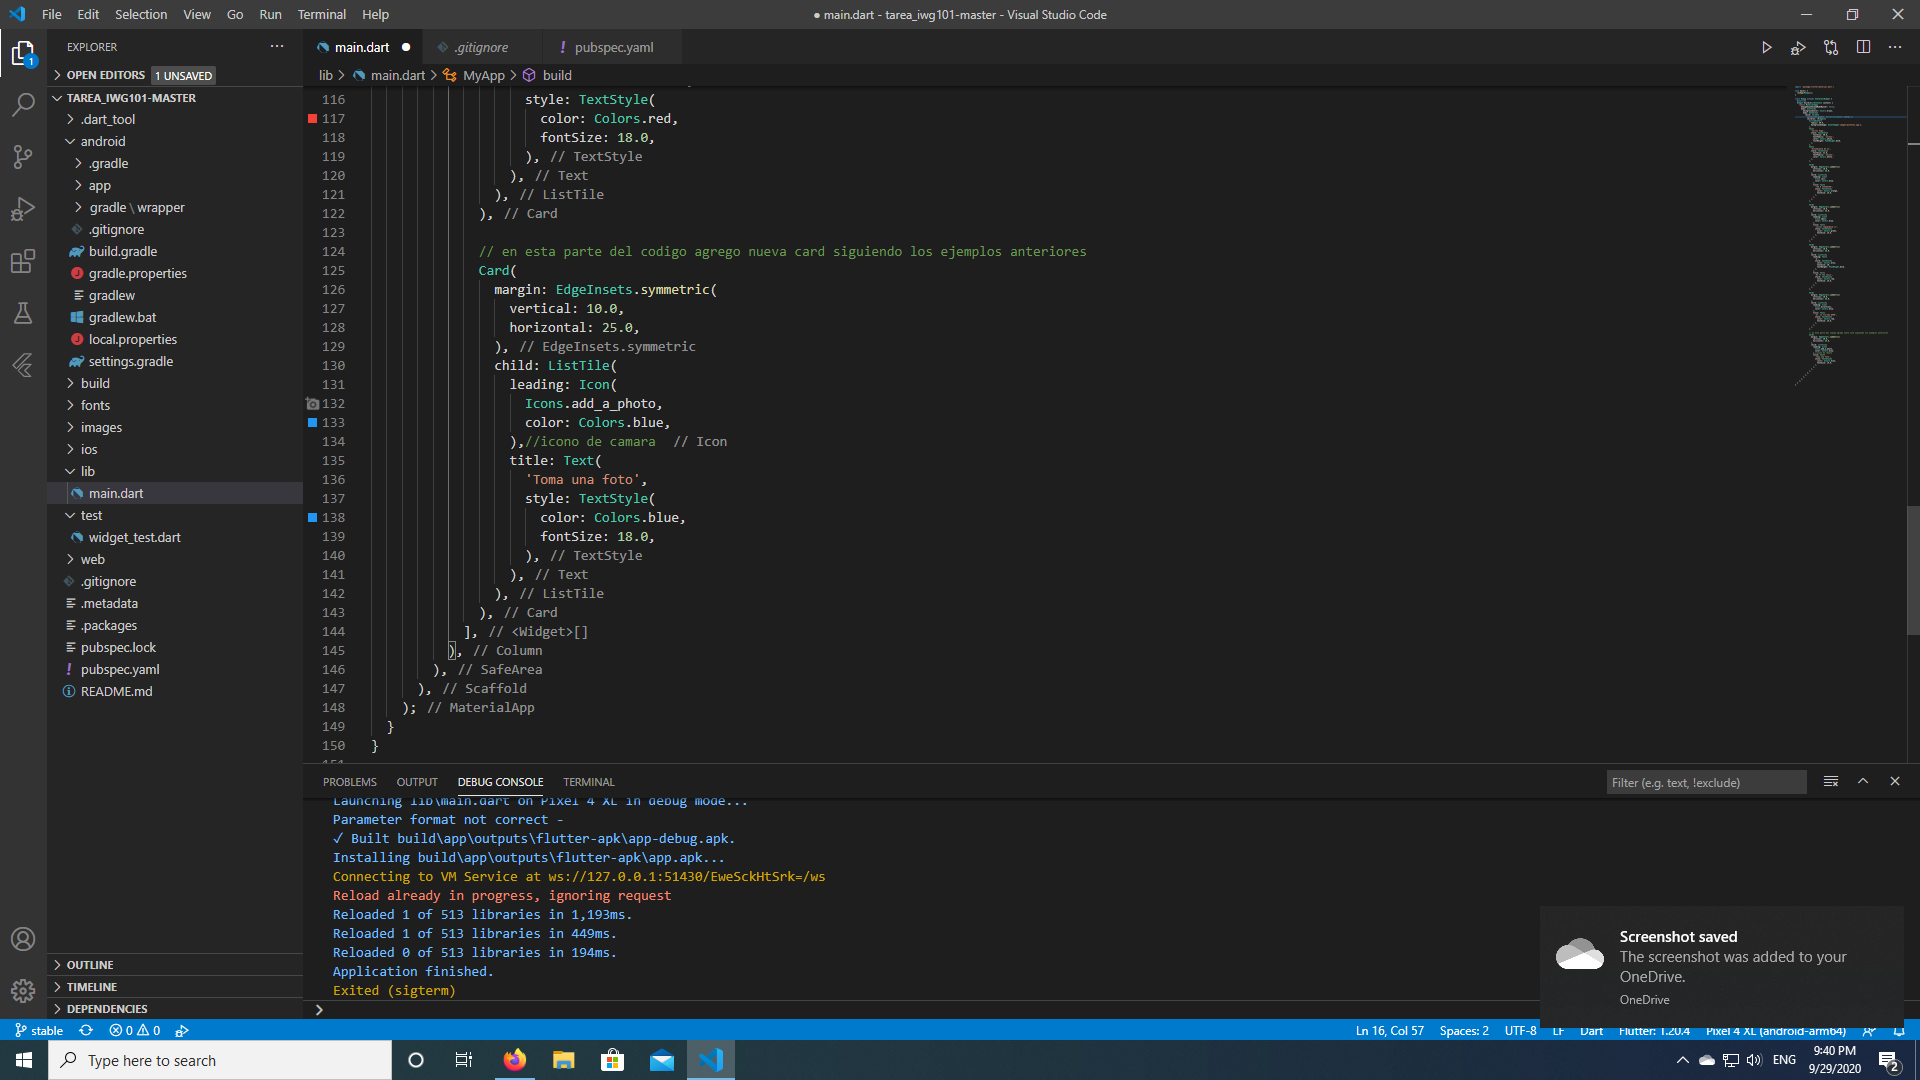 File Edit Selection View Go Run Terminal Help
● main.dart - tarea_iwg101-master - Visual Studio Code
EXPLORER
main.dart
.gitignore
! pubspec.yaml
1
OPEN EDITORS 1 UNSAVED
lib > main.dart > MyApp > build
TAREA_IWG101-MASTER
.dart_tool
android
.gradle
app
gradle \ wrapper
.gitignore
build.gradle
gradle.properties
gradlew
gradlew.bat
local.properties
settings.gradle
build
fonts
images
ios
lib
main.dart
test
widget_test.dart
web
.gitignore
.metadata
.packages
pubspec.lock
! pubspec.yaml
README.md
OUTLINE
TIMELINE
DEPENDENCIES
116 style: TextStyle(
117 color: Colors.red,
118 fontSize: 18.0,
119 ), // TextStyle
120 ), // Text
121 ), // ListTile
122 ), // Card
123
124 // en esta parte del codigo agrego nueva card siguiendo los ejemplos anteriores
125 Card(
126 margin: EdgeInsets.symmetric(
127 vertical: 10.0,
128 horizontal: 25.0,
129 ), // EdgeInsets.symmetric
130 child: ListTile(
131 leading: Icon(
132 Icons.add_a_photo,
133 color: Colors.blue,
134 ),//icono de camara // Icon
135 title: Text(
136 'Toma una foto',
137 style: TextStyle(
138 color: Colors.blue,
139 fontSize: 18.0,
140 ), // TextStyle
141 ), // Text
142 ), // ListTile
143 ), // Card
144 ], // <Widget>[]
145 ), // Column
146 ), // SafeArea
147 ), // Scaffold
148 ); // MaterialApp
149 }
150 }
151
PROBLEMS OUTPUT DEBUG CONSOLE TERMINAL
Filter (e.g. text, !exclude)
Launching lib\main.dart on Pixel 4 XL in debug mode...
Parameter format not correct -
✓ Built build\app\outputs\flutter-apk\app-debug.apk.
Installing build\app\outputs\flutter-apk\app.apk...
Connecting to VM Service at ws://127.0.0.1:51430/EweSckHtSrk=/ws
Reload already in progress, ignoring request
Reloaded 1 of 513 libraries in 1,193ms.
Reloaded 1 of 513 libraries in 449ms.
Reloaded 0 of 513 libraries in 194ms.
Application finished.
Exited (sigterm)
Screenshot saved
The screenshot was added to your
OneDrive.
OneDrive
stable 0 0
Ln 16, Col 57 Spaces: 2 UTF-8 LF Dart Flutter: 1.20.4 Pixel 4 XL (android-arm64)
Type here to search
ENG
9:40 PM
9/29/2020
2